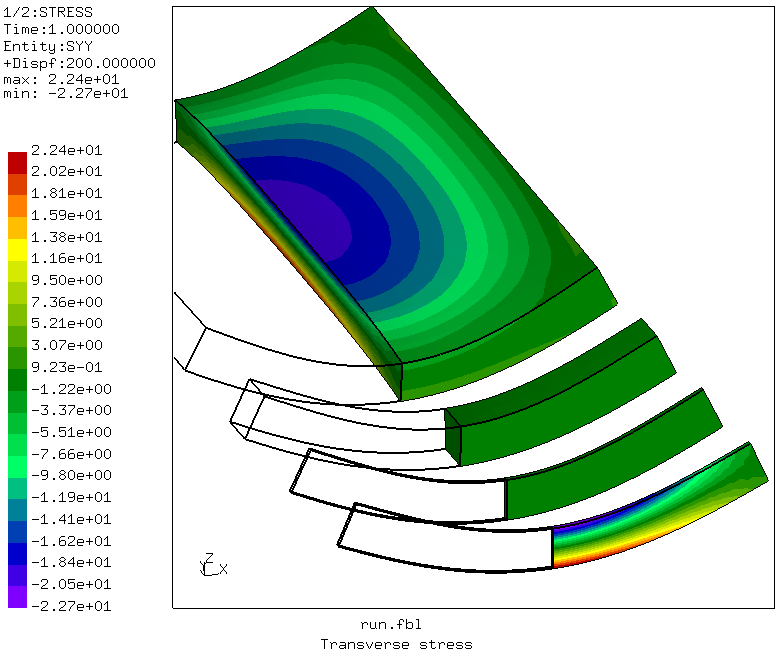 1/2:STRESS
Time:1.000000
Entity:SYY
+Dispf:200.000000
max: 2.24e+01
min: -2.27e+01
2.24e+01
2.02e+01
1.81e+01
1.59e+01
1.38e+01
1.16e+01
9.50e+00
7.36e+00
5.21e+00
3.07e+00
9.23e-01
-1.22e+00
-3.37e+00
-5.51e+00
-7.66e+00
-9.80e+00
-1.19e+01
-1.41e+01
-1.62e+01
-1.84e+01
-2.05e+01
-2.27e+01
Z
Y X
run.fbl
Transverse stress